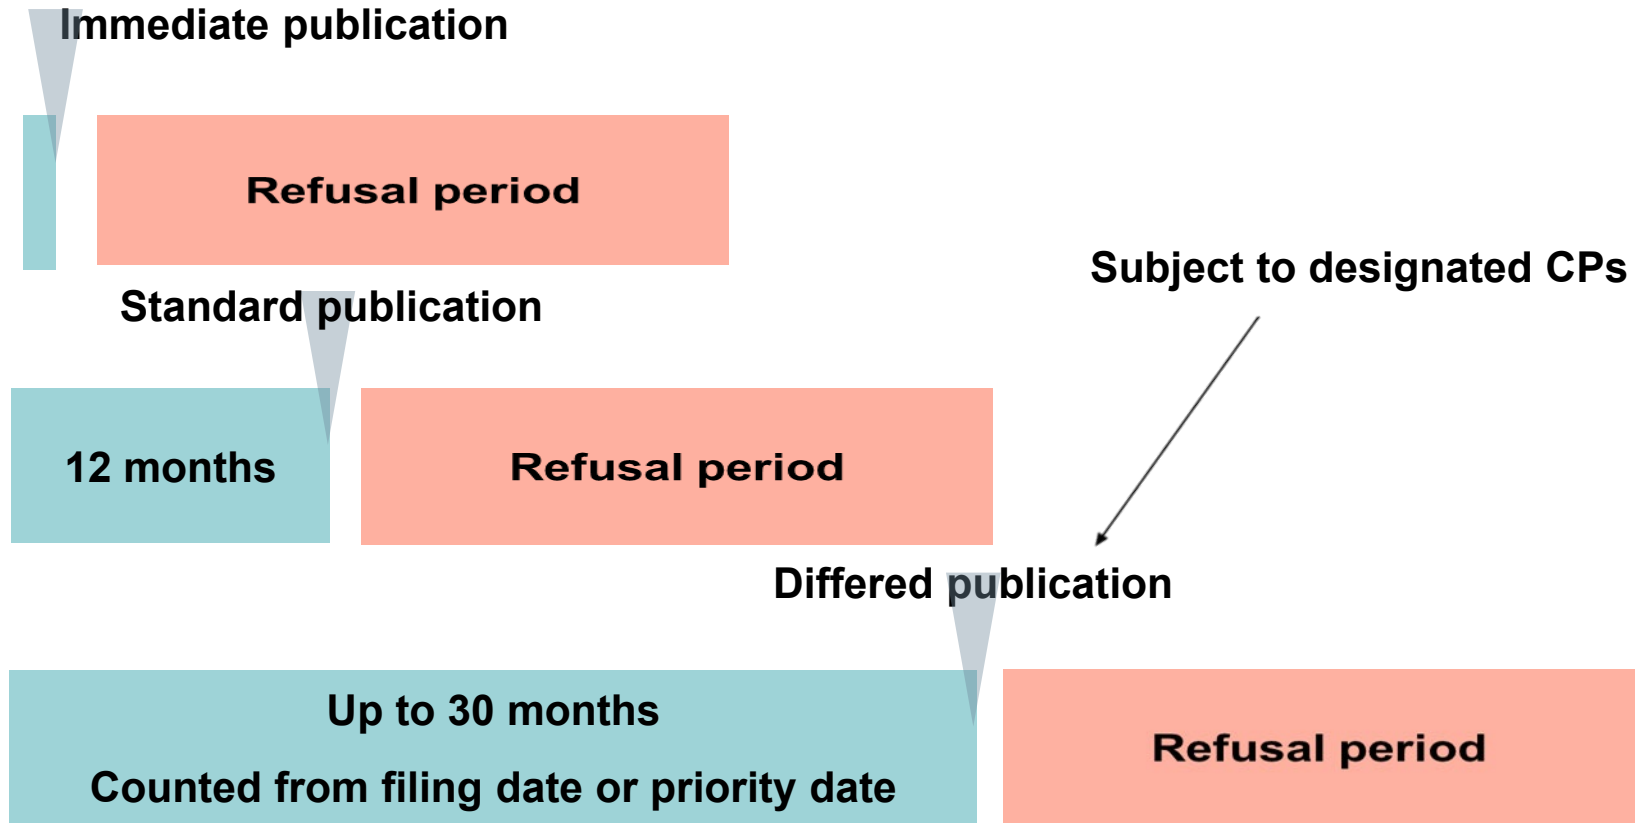 Immediate publication
Refusal period
Subject to designated CPs
Standard publication
12 months
Refusal period
Differed publication
Up to 30 months
Counted from filing date or priority date
Refusal period